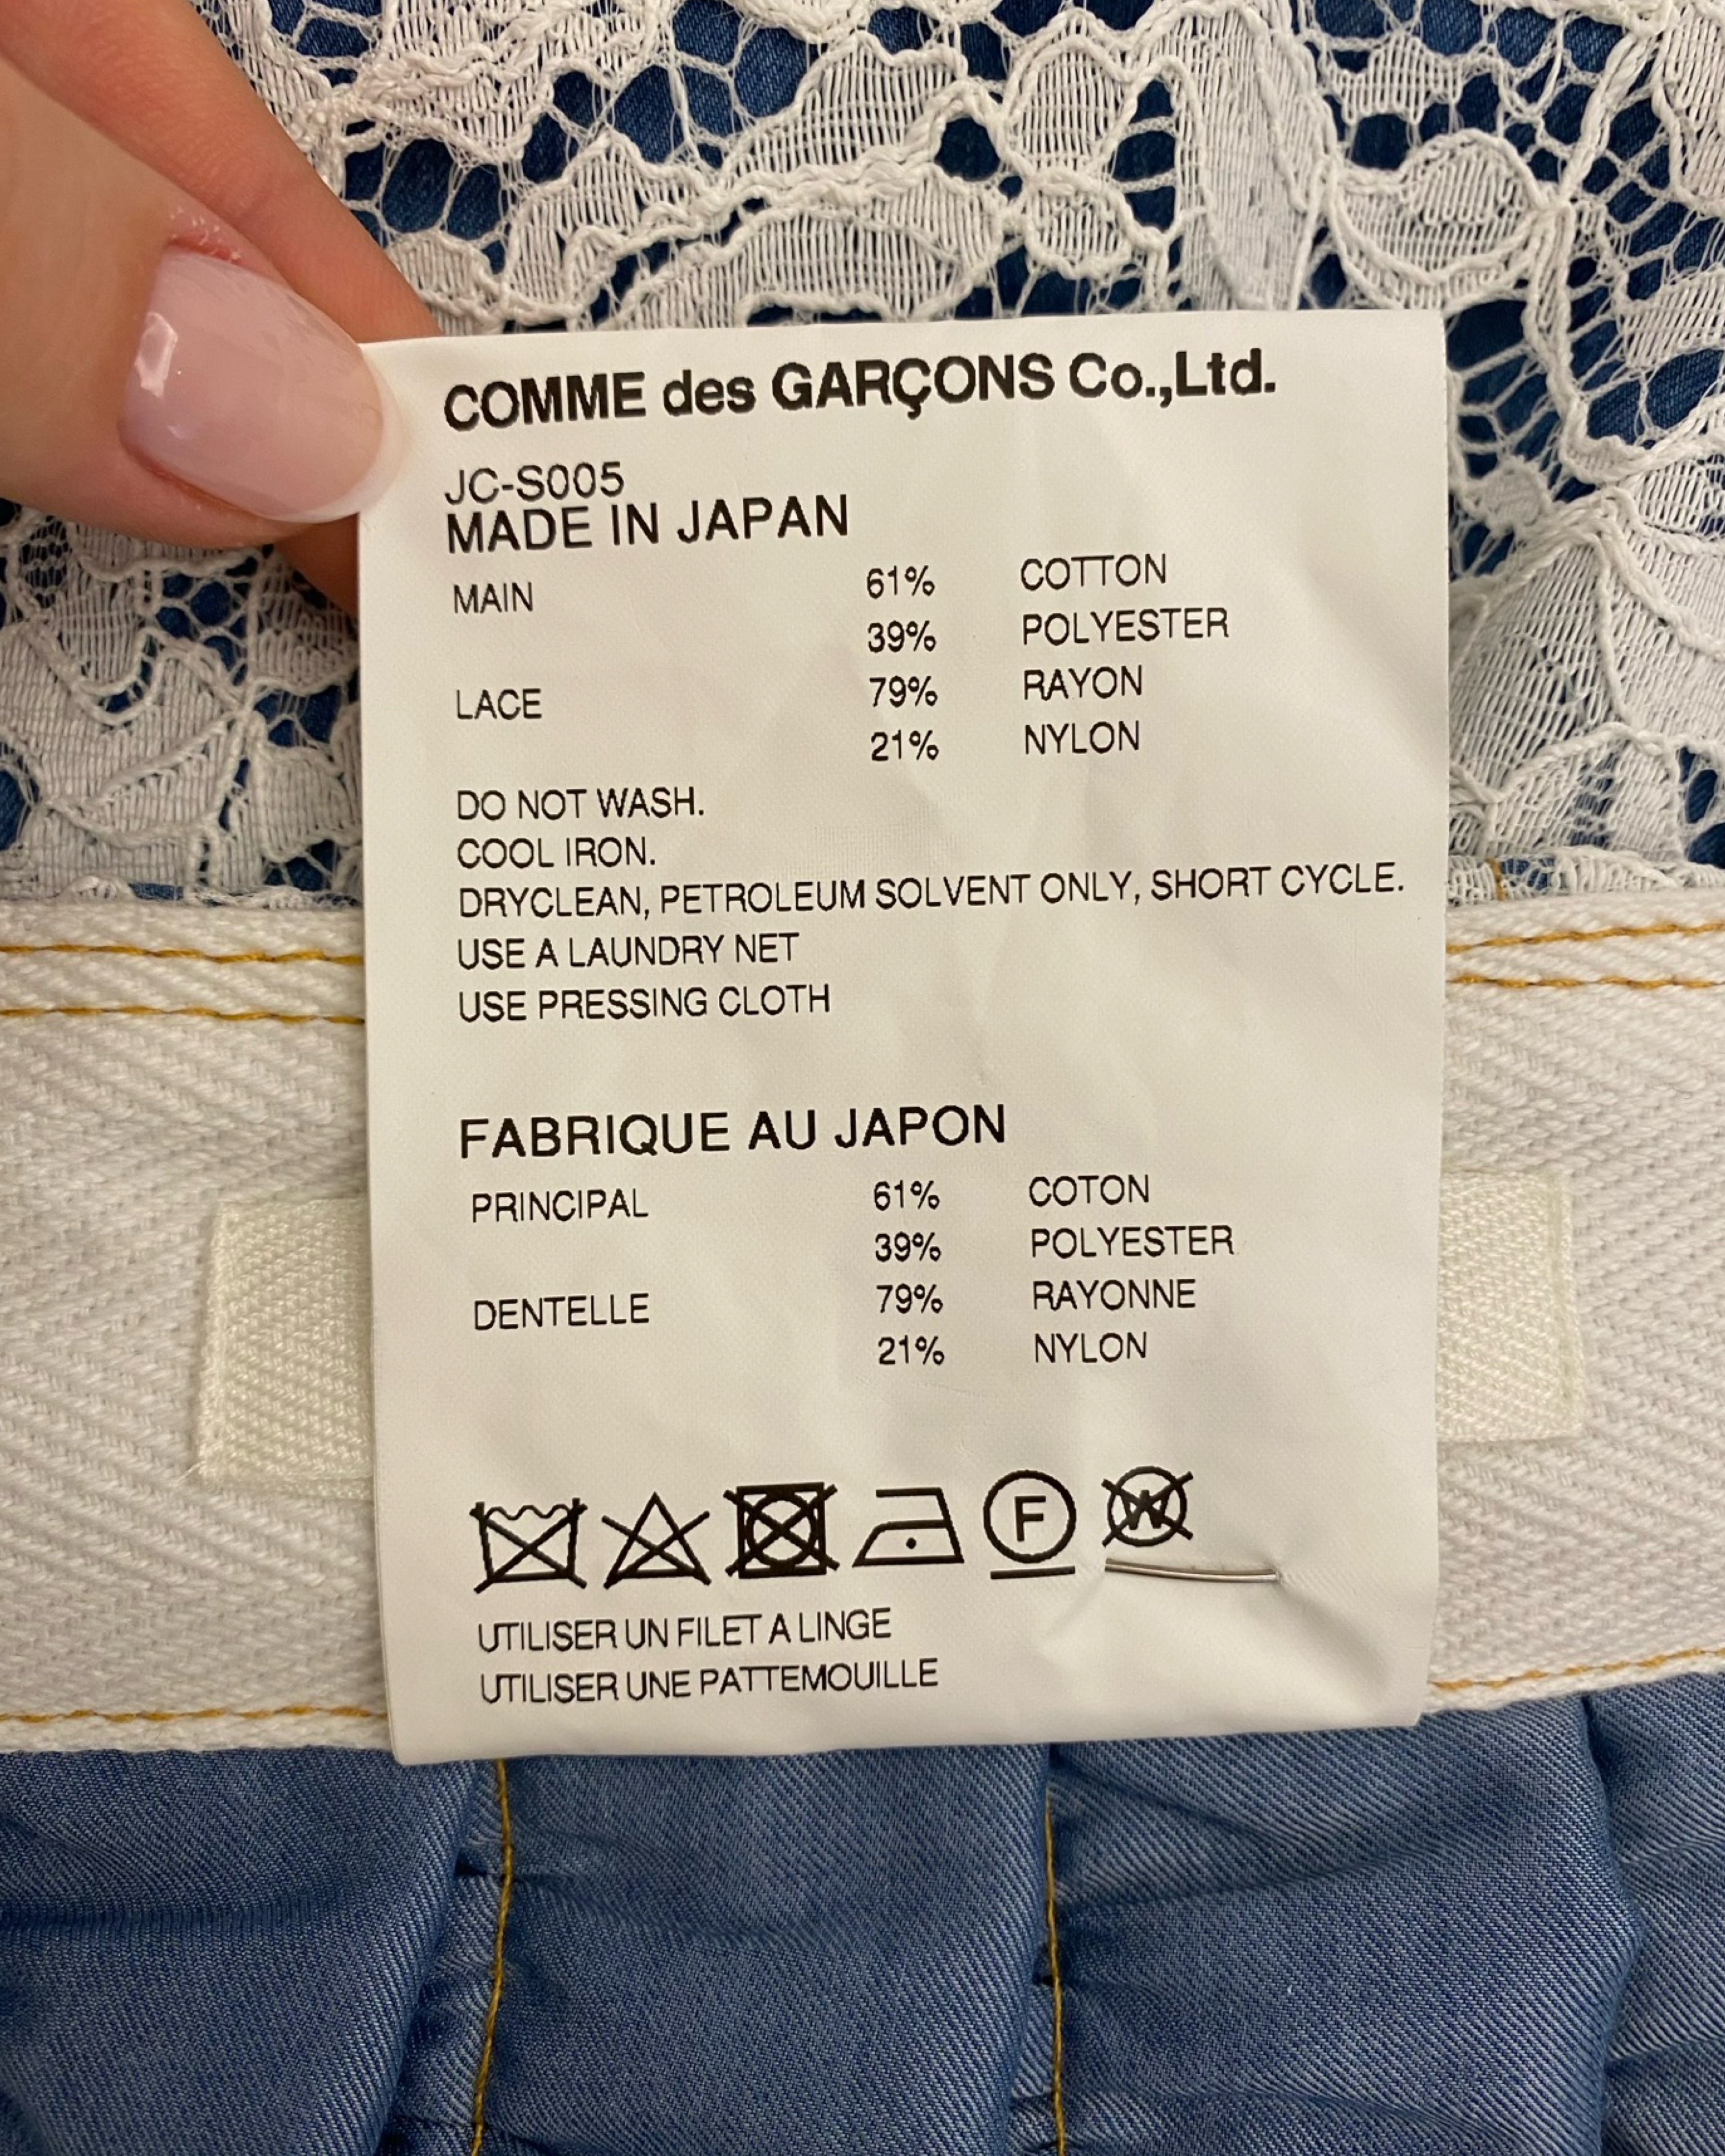 COMME des GARÇONS Co.,Ltd.
JC-S005
MADE IN JAPAN
MAIN 61% COTTON
39% POLYESTER
LACE 79% RAYON
21% NYLON
DO NOT WASH.
COOL IRON.
DRYCLEAN, PETROLEUM SOLVENT ONLY, SHORT CYCLE.
USE A LAUNDRY NET
USE PRESSING CLOTH
FABRIQUE AU JAPON
PRINCIPAL 61% COTON
39% POLYESTER
DENTELLE 79% RAYONNE
21% NYLON
F W
UTILISER UN FILET A LINGE
UTILISER UNE PATTEMOUILLE